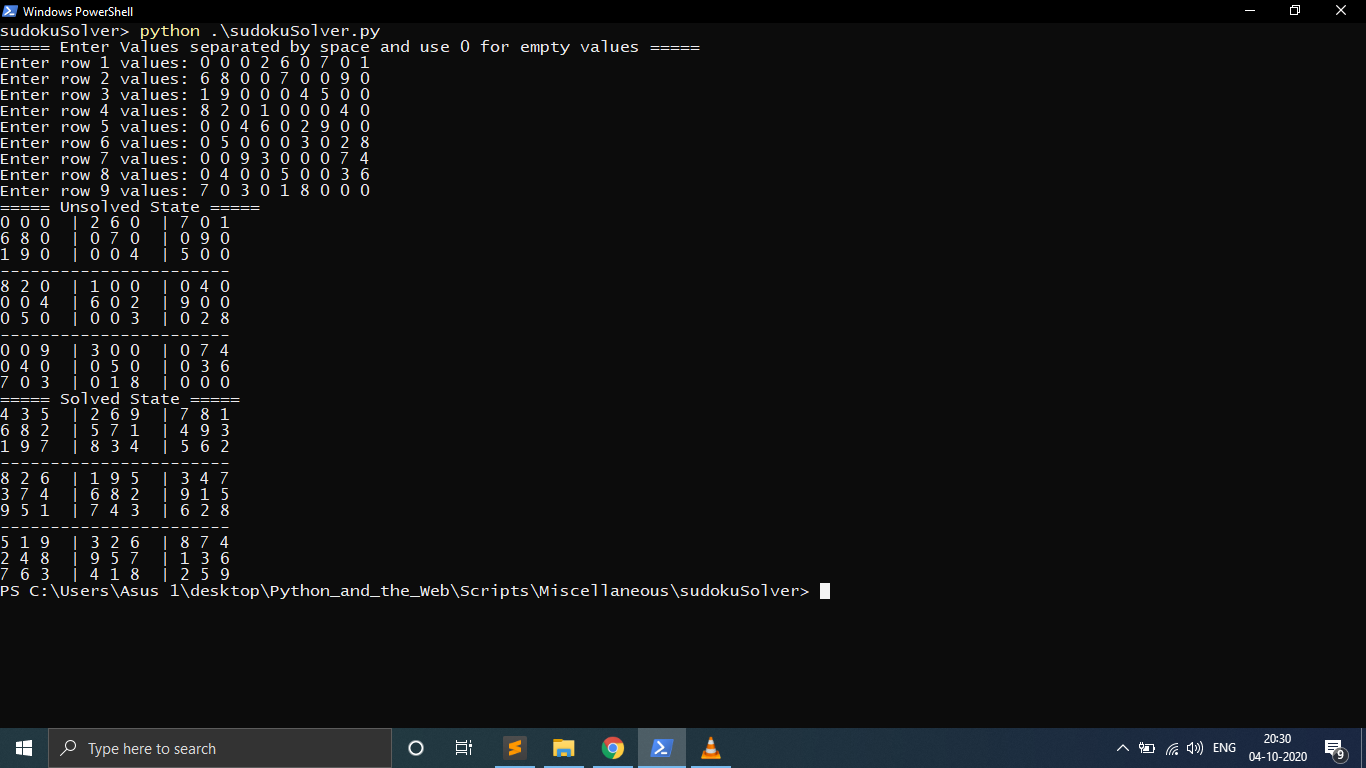 Windows PowerShell
sudokuSolver> python .\sudokuSolver.py
===== Enter Values separated by space and use 0 for empty values =====
Enter row 1 values: 0 0 0 2 6 0 7 0 1
Enter row 2 values: 6 8 0 0 7 0 0 9 0
Enter row 3 values: 1 9 0 0 0 4 5 0 0
Enter row 4 values: 8 2 0 1 0 0 0 4 0
Enter row 5 values: 0 0 4 6 0 2 9 0 0
Enter row 6 values: 0 5 0 0 0 3 0 2 8
Enter row 7 values: 0 0 9 3 0 0 0 7 4
Enter row 8 values: 0 4 0 0 5 0 0 3 6
Enter row 9 values: 7 0 3 0 1 8 0 0 0
===== Unsolved State =====
0 0 0  | 2 6 0  | 7 0 1
6 8 0  | 0 7 0  | 0 9 0
1 9 0  | 0 0 4  | 5 0 0
-----------------------
8 2 0  | 1 0 0  | 0 4 0
0 0 4  | 6 0 2  | 9 0 0
0 5 0  | 0 0 3  | 0 2 8
-----------------------
0 0 9  | 3 0 0  | 0 7 4
0 4 0  | 0 5 0  | 0 3 6
7 0 3  | 0 1 8  | 0 0 0
===== Solved State =====
4 3 5  | 2 6 9  | 7 8 1
6 8 2  | 5 7 1  | 4 9 3
1 9 7  | 8 3 4  | 5 6 2
-----------------------
8 2 6  | 1 9 5  | 3 4 7
3 7 4  | 6 8 2  | 9 1 5
9 5 1  | 7 4 3  | 6 2 8
-----------------------
5 1 9  | 3 2 6  | 8 7 4
2 4 8  | 9 5 7  | 1 3 6
7 6 3  | 4 1 8  | 2 5 9
PS C:\Users\Asus 1\desktop\Python_and_the_Web\Scripts\Miscellaneous\sudokuSolver>
Type here to search
ENG
20:30
04-10-2020
9